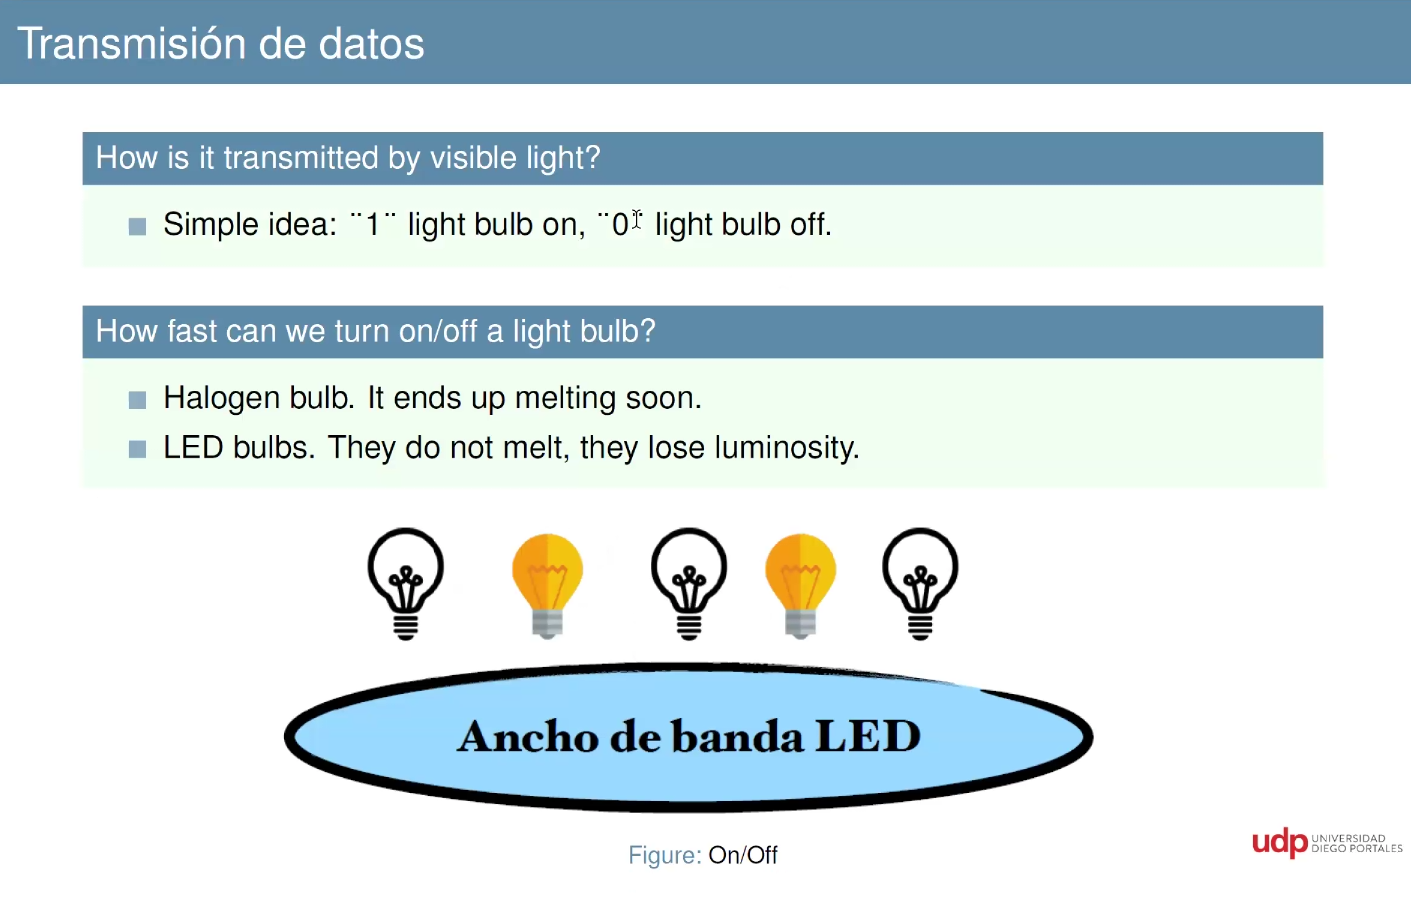 Transmisión de datos
How is it transmitted by visible light?
Simple idea: ¨1¨ light bulb on, ¨0¨ light bulb off.
How fast can we turn on/off a light bulb?
Halogen bulb. It ends up melting soon.
LED bulbs. They do not melt, they lose luminosity.
Ancho de banda LED
Figure: On/Off
udp UNIVERSIDAD
DIEGO PORTALES